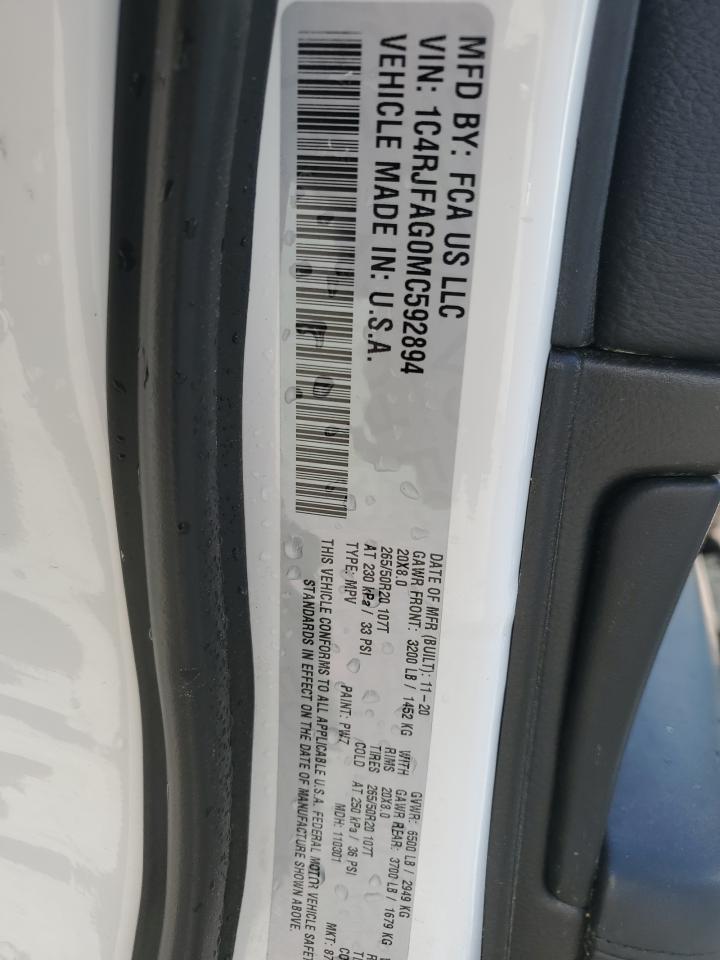 MFD BY: FCA US LLC
VIN: 1C4RJFAG0MC592894
VEHICLE MADE IN: U.S.A.
DATE OF MFR (BUILT): 11-20 GVWR: 6500 LB / 2949 KG
GAWR FRONT: 3200 LB / 1452 KG WITH GAWR REAR: 3700 LB / 1679 KG
20X8.0 RIMS 20X8.0
265/50R20 107T TIRES 265/50R20 107T
AT 230 kPa / 33 PSI COLD AT 250 kPa / 36 PSI
TYPE: MPV PAINT: PW7 MDH: 110301 MKT: 87
THIS VEHICLE CONFORMS TO ALL APPLICABLE U.S.A. FEDERAL MOTOR VEHICLE
STANDARDS IN EFFECT ON THE DATE OF MANUFACTURE SHOWN ABOVE.